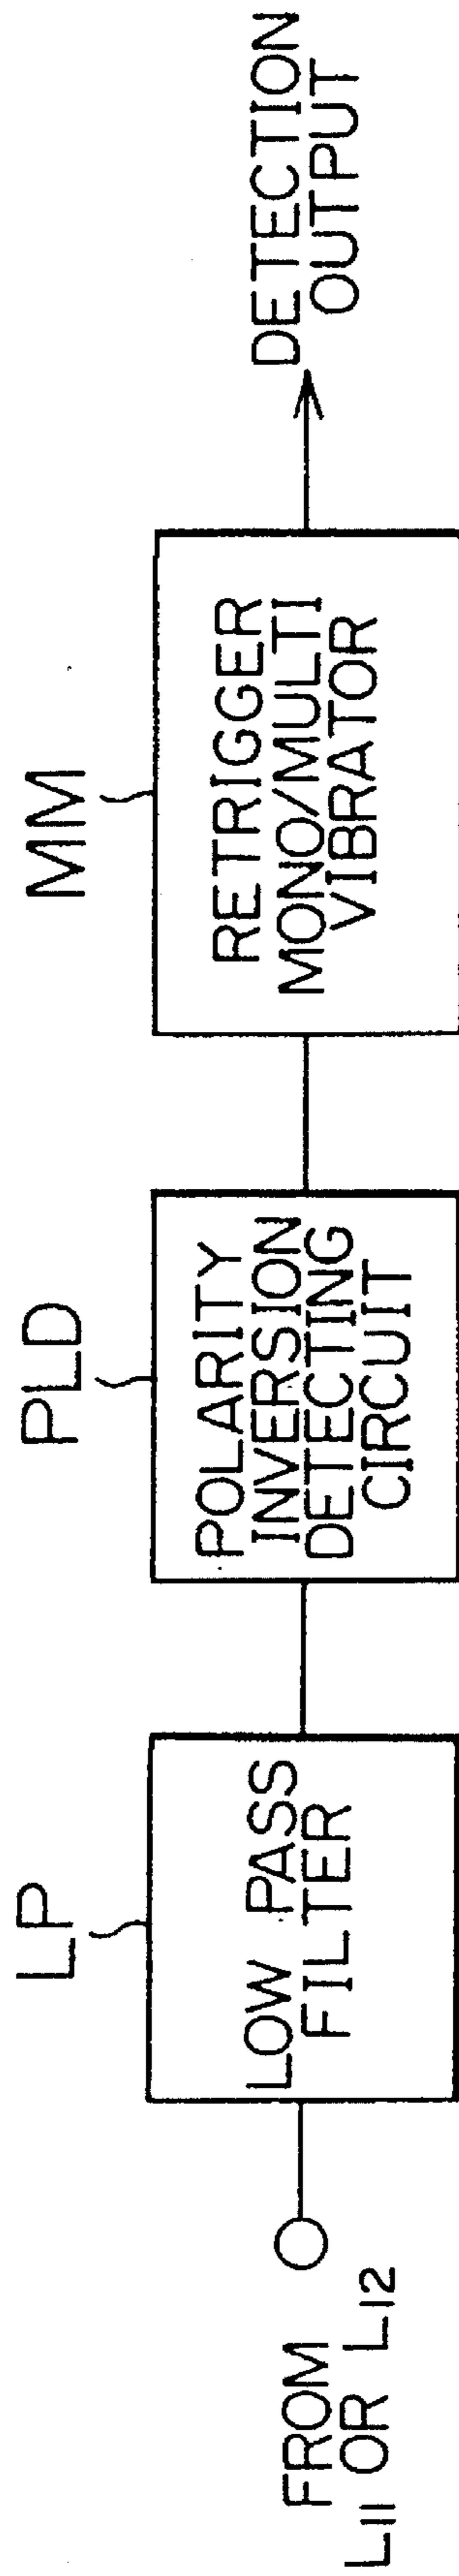 FROM
L11 OR L12
LP
LOW PASS
FILTER
PLD
POLARITY
INVERSION
DETECTING
CIRCUIT
MM
RETRIGGER
MONO/MULTI
VIBRATOR
DETECTION
OUTPUT